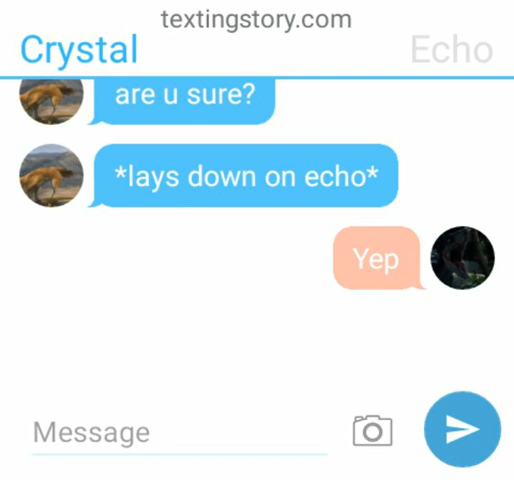 textingstory.com
Crystal
Echo
are u sure?
*lays down on echo*
Yep
Message